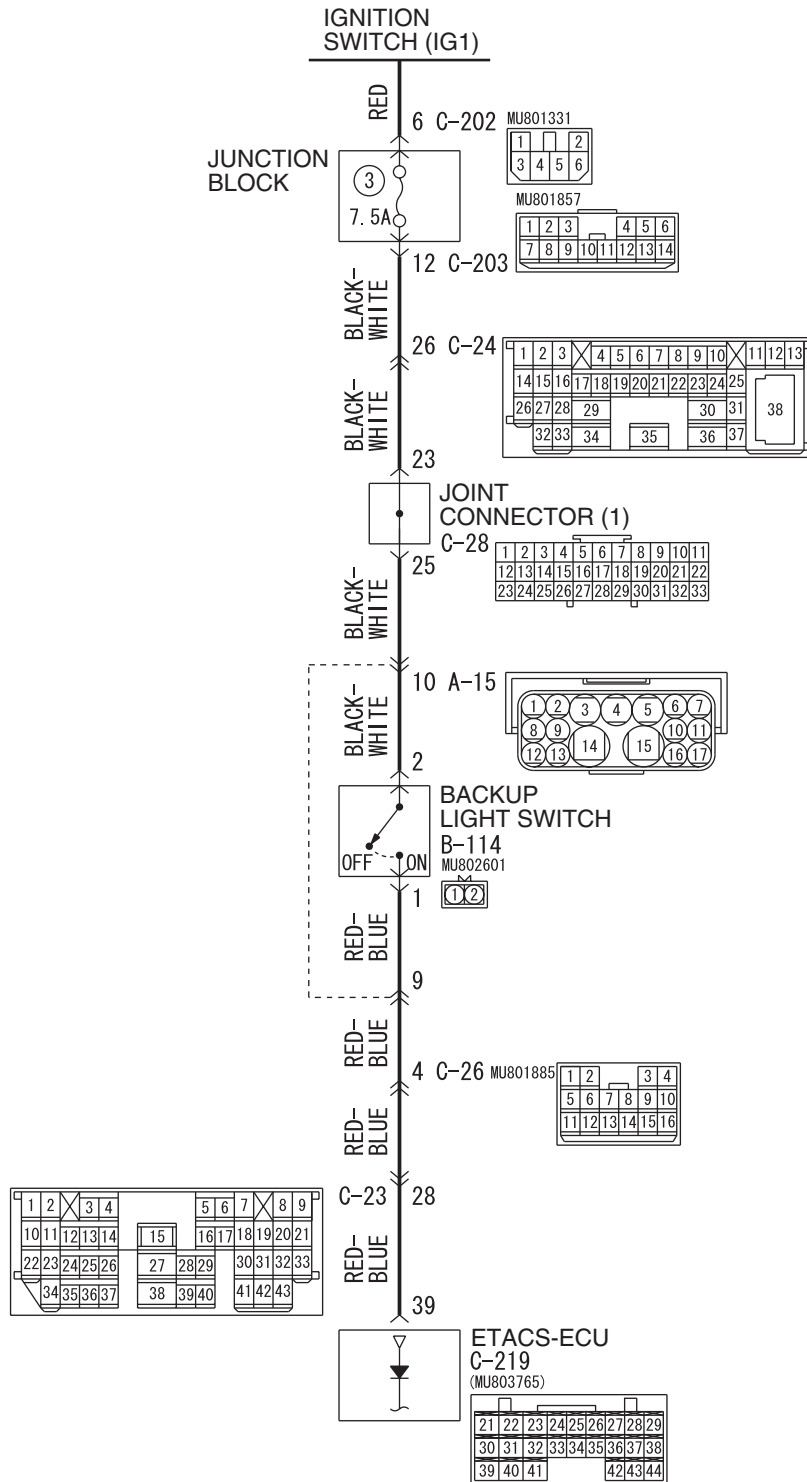 IGNITION
SWITCH (IG1)
RED
6 C-202 MU801331
1 2
3 4 5 6
JUNCTION
BLOCK
3
7.5A
MU801857
1 2 3 4 5 6
7 8 9 10 11 12 13 14
12 C-203
BLACK-
WHITE
26 C-24
1 2 3 4 5 6 7 8 9 10 11 12 13
14 15 16 17 18 19 20 21 22 23 24 25
26 27 28 29 30 31 38
32 33 34 35 36 37
BLACK-
WHITE
23
JOINT
CONNECTOR (1)
C-28
1 2 3 4 5 6 7 8 9 10 11
12 13 14 15 16 17 18 19 20 21 22
23 24 25 26 27 28 29 30 31 32 33
25
BLACK-
WHITE
10 A-15
1 2 3 4 5 6 7
8 9 10 11
12 13 14 15 16 17
BLACK-
WHITE
2
BACKUP
LIGHT SWITCH
B-114
MU802601
1 2
OFF ON
1
RED-
BLUE
9
RED-
BLUE
4 C-26 MU801885
1 2 3 4
5 6 7 8 9 10
11 12 13 14 15 16
RED-
BLUE
C-23 28
1 2 3 4 5 6 7 8 9
10 11 12 13 14 15 16 17 18 19 20 21
22 23 24 25 26 27 28 29 30 31 32 33
34 35 36 37 38 39 40 41 42 43
RED-
BLUE
39
ETACS-ECU
C-219
(MU803765)
21 22 23 24 25 26 27 28 29
30 31 32 33 34 35 36 37 38
39 40 41 42 43 44